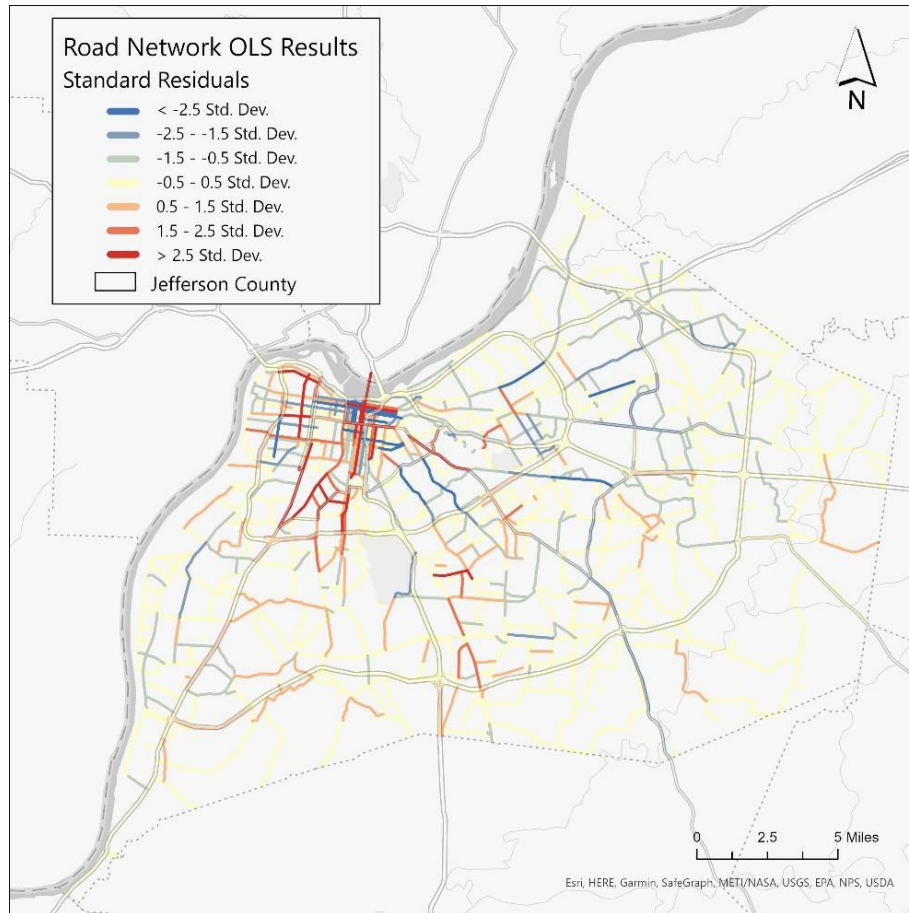 Road Network OLS Results
Standard Residuals
< -2.5 Std. Dev.
-2.5 - -1.5 Std. Dev.
-1.5 - -0.5 Std. Dev.
-0.5 - 0.5 Std. Dev.
0.5 - 1.5 Std. Dev.
1.5 - 2.5 Std. Dev.
> 2.5 Std. Dev.
Jefferson County
N
0 2.5 5 Miles
Esri, HERE, Garmin, SafeGraph, METI/NASA, USGS, EPA, NPS, USDA